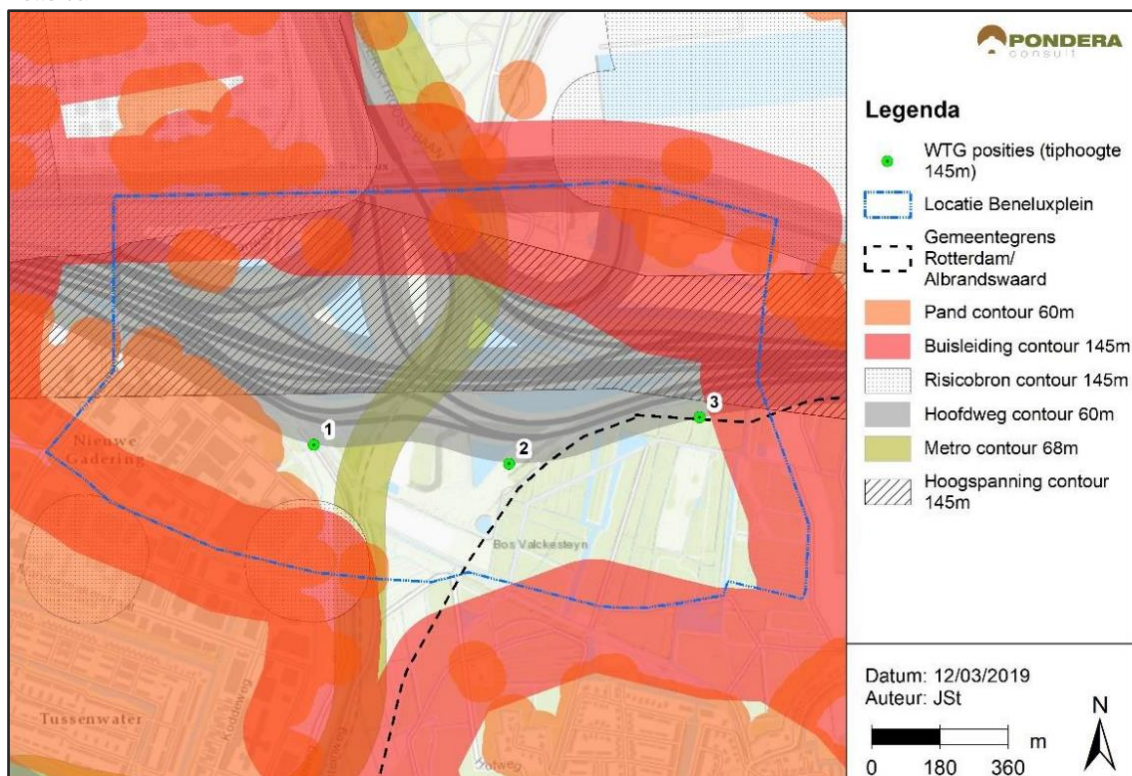 PONDERA
consult
Legenda
WTG posities (tiphoogte
145m)
Locatie Beneluxplein
Gemeentegrens
Rotterdam/
Albrandswaard
Pand contour 60m
Buisleiding contour 145m
Risicobron contour 145m
Hoofdweg contour 60m
Metro contour 68m
Hoogspanning contour
145m
1
2
3
Nieuwe
Gadering
Bos Valckesteyn
Tussenwater
Datum: 12/03/2019
Auteur: JSt
N
m
0 180 360